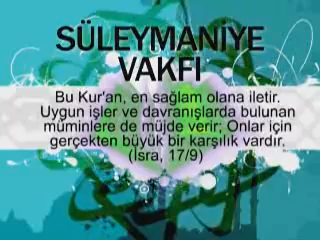 SÜLEYMANİYE
VAKFI
Bu Kur'an, en sağlam olana iletir.
Uygun işler ve davranışlarda bulunan
müminlere de müjde verir; Onlar için
gerçekten büyük bir karşılık vardır.
(İsra, 17/9)